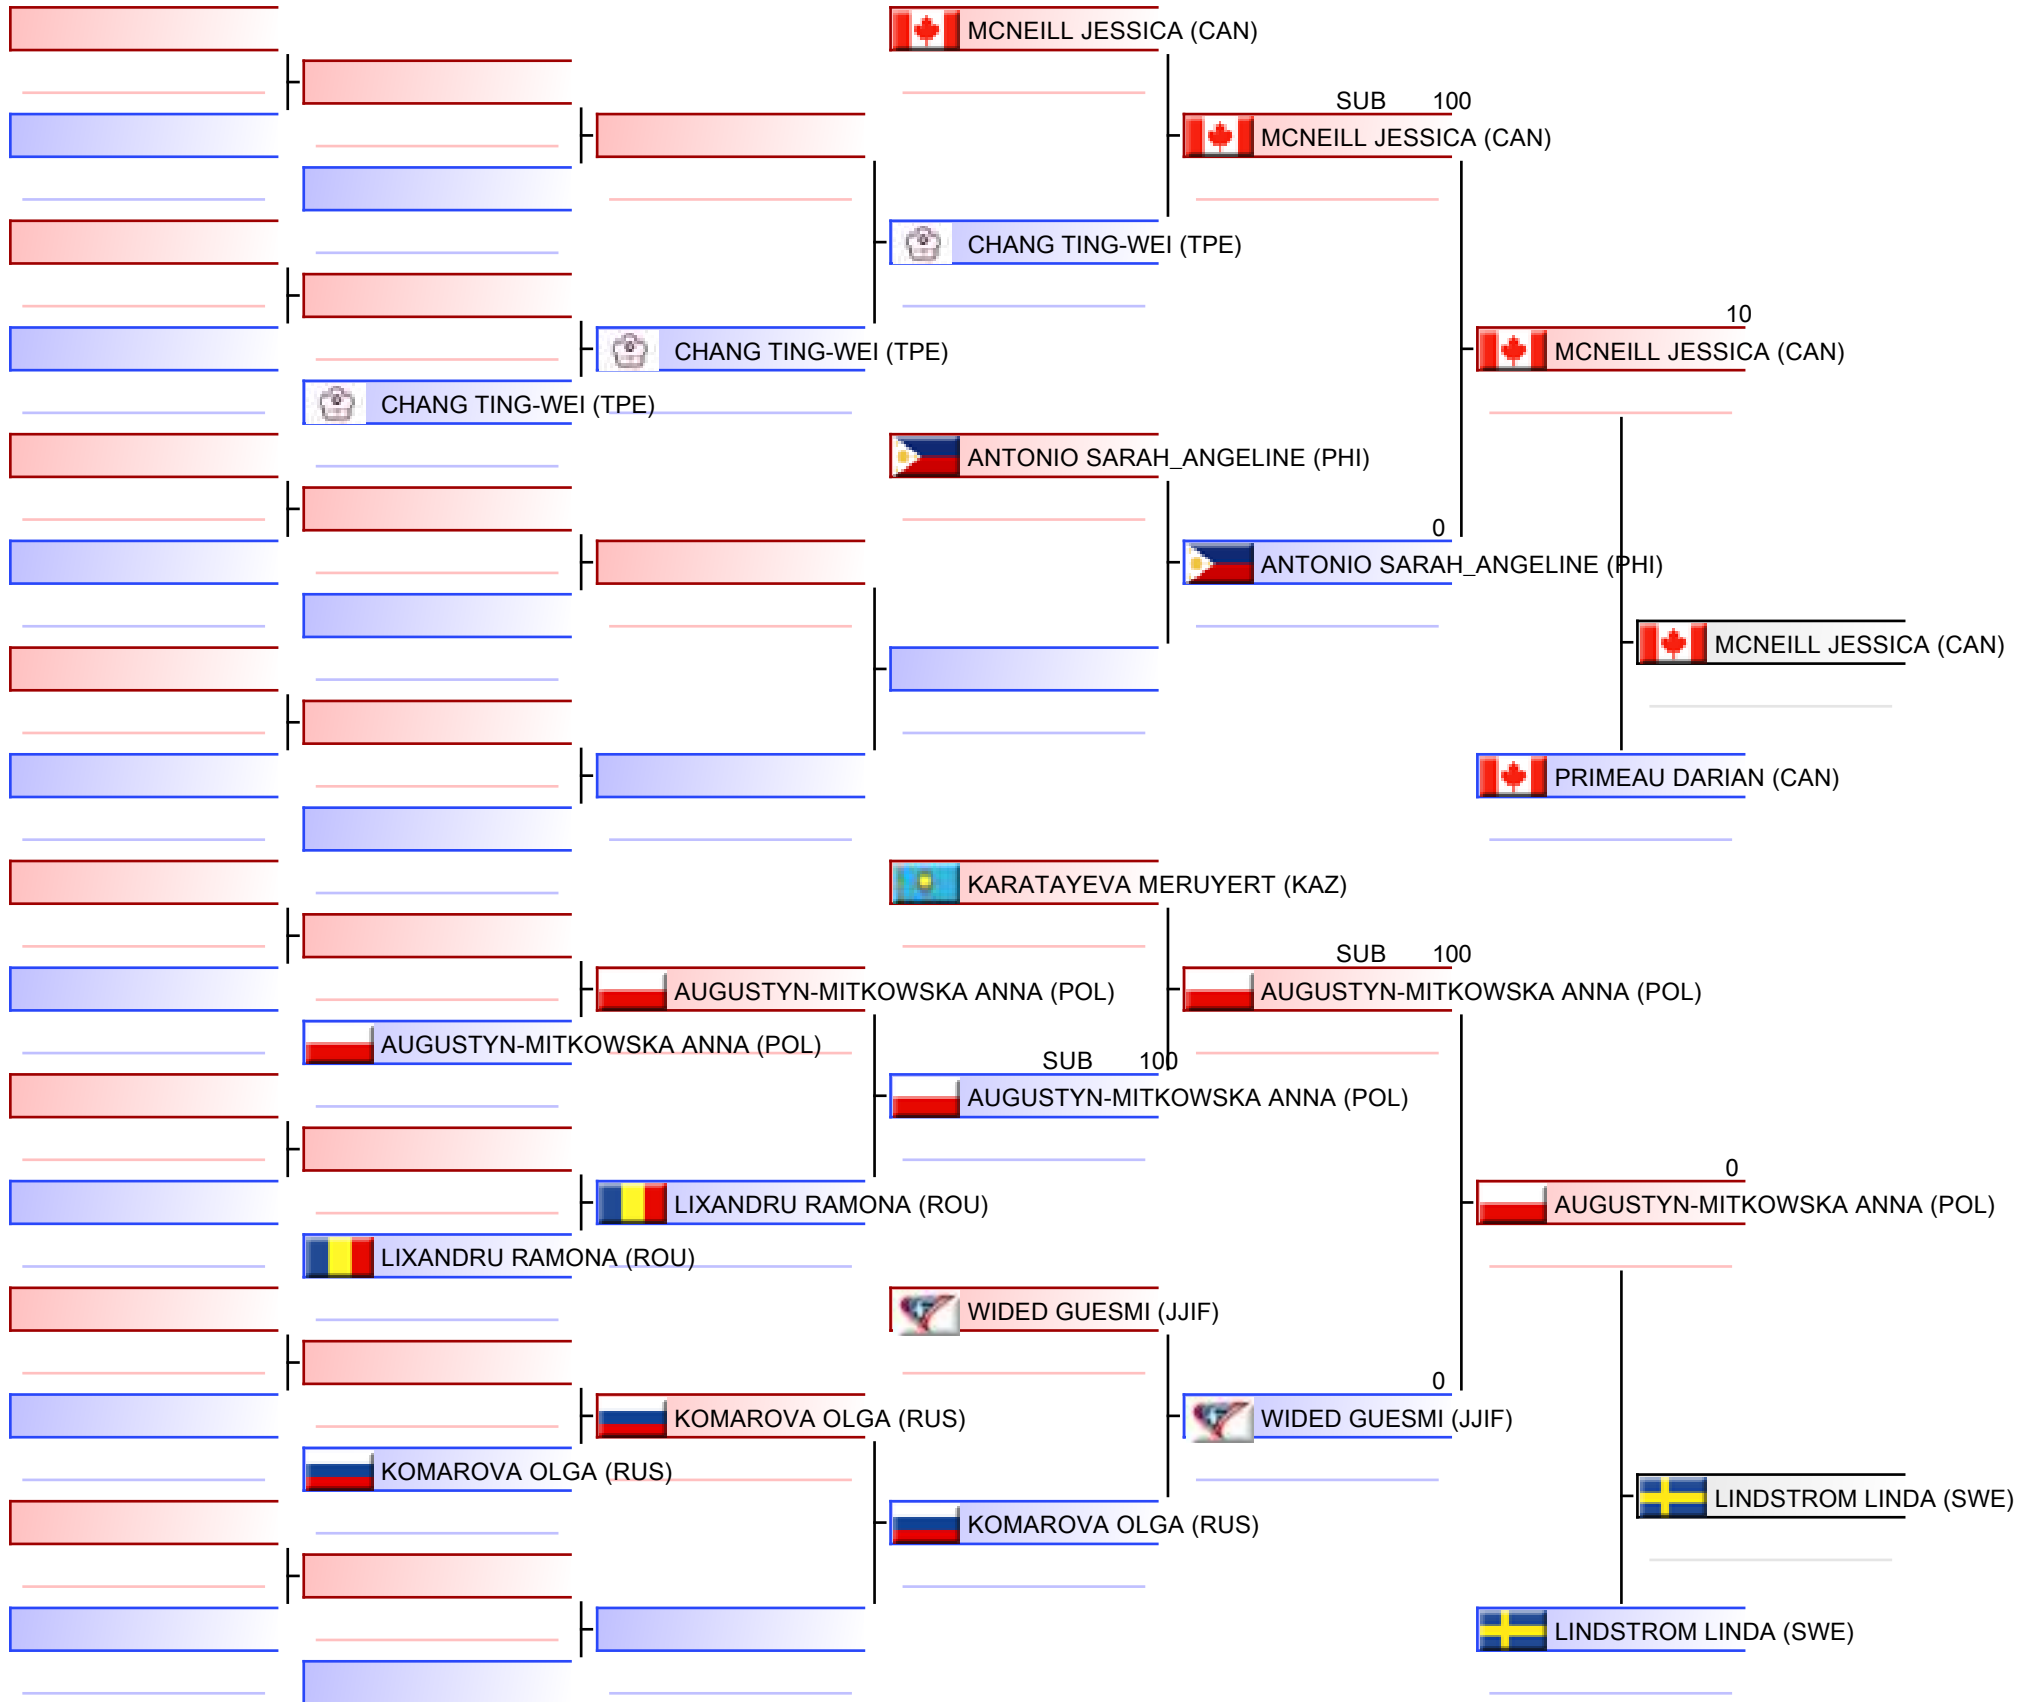 MCNEILL JESSICA (CAN)
SUB 100
MCNEILL JESSICA (CAN)
CHANG TING-WEI (TPE)
10
CHANG TING-WEI (TPE)
MCNEILL JESSICA (CAN)
CHANG TING-WEI (TPE)
ANTONIO SARAH_ANGELINE (PHI)
0
ANTONIO SARAH_ANGELINE (PHI)
MCNEILL JESSICA (CAN)
PRIMEAU DARIAN (CAN)
KARATAYEVA MERUYERT (KAZ)
SUB 100
AUGUSTYN-MITKOWSKA ANNA (POL)
AUGUSTYN-MITKOWSKA ANNA (POL)
AUGUSTYN-MITKOWSKA ANNA (POL)
SUB 100
AUGUSTYN-MITKOWSKA ANNA (POL)
0
LIXANDRU RAMONA (ROU)
AUGUSTYN-MITKOWSKA ANNA (POL)
LIXANDRU RAMONA (ROU)
WIDED GUESMI (JJIF)
0
KOMAROVA OLGA (RUS)
WIDED GUESMI (JJIF)
KOMAROVA OLGA (RUS)
LINDSTROM LINDA (SWE)
KOMAROVA OLGA (RUS)
LINDSTROM LINDA (SWE)